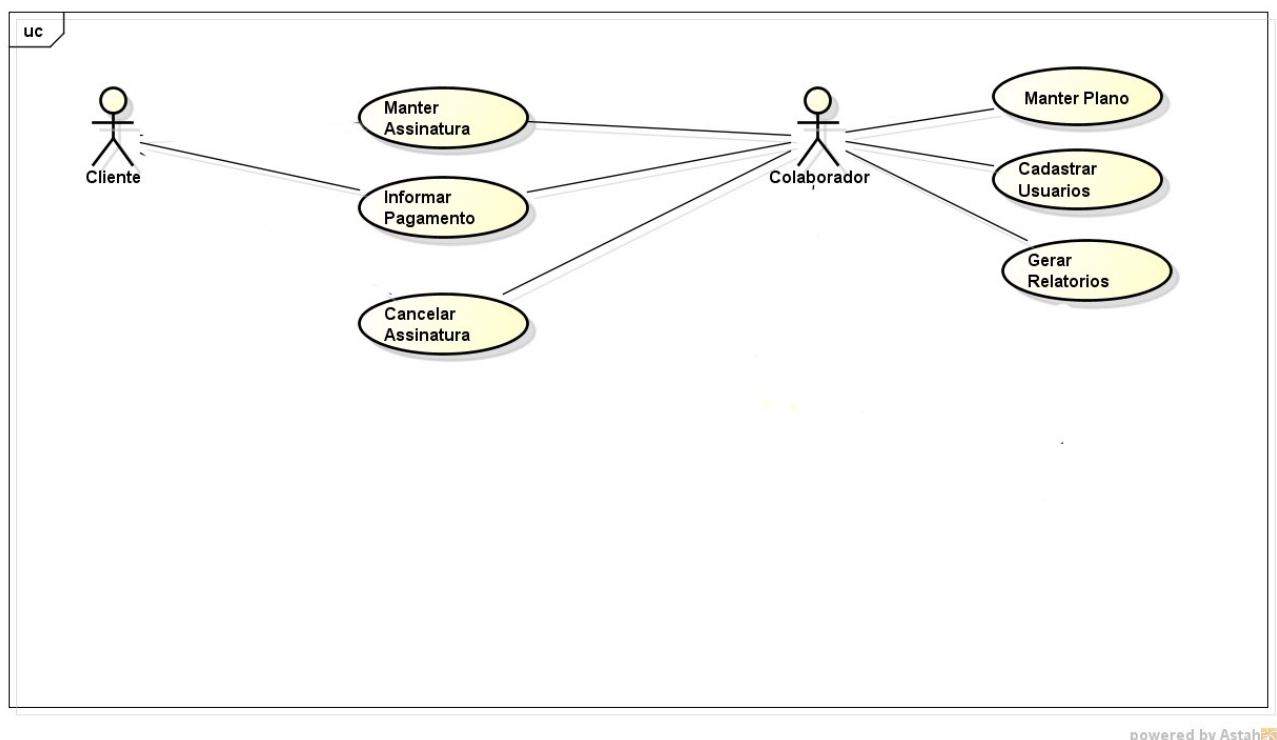 uc
Cliente
Manter
Assinatura
Informar
Pagamento
Cancelar
Assinatura
Colaborador
Manter Plano
Cadastrar
Usuarios
Gerar
Relatorios
powered by Astah